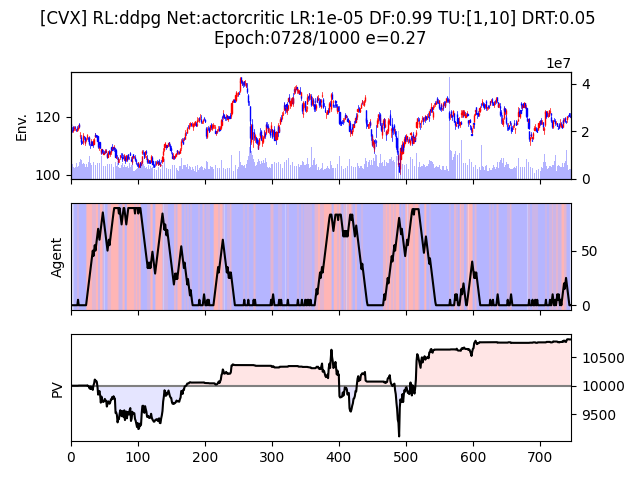 [CVX] RL:ddpg Net:actorcritic LR:1e-05 DF:0.99 TU:[1,10] DRT:0.05
Epoch:0728/1000 e=0.27
1e7
Env.
120
100
4
2
0
Agent
50
0
PV
10500
10000
9500
0 100 200 300 400 500 600 700